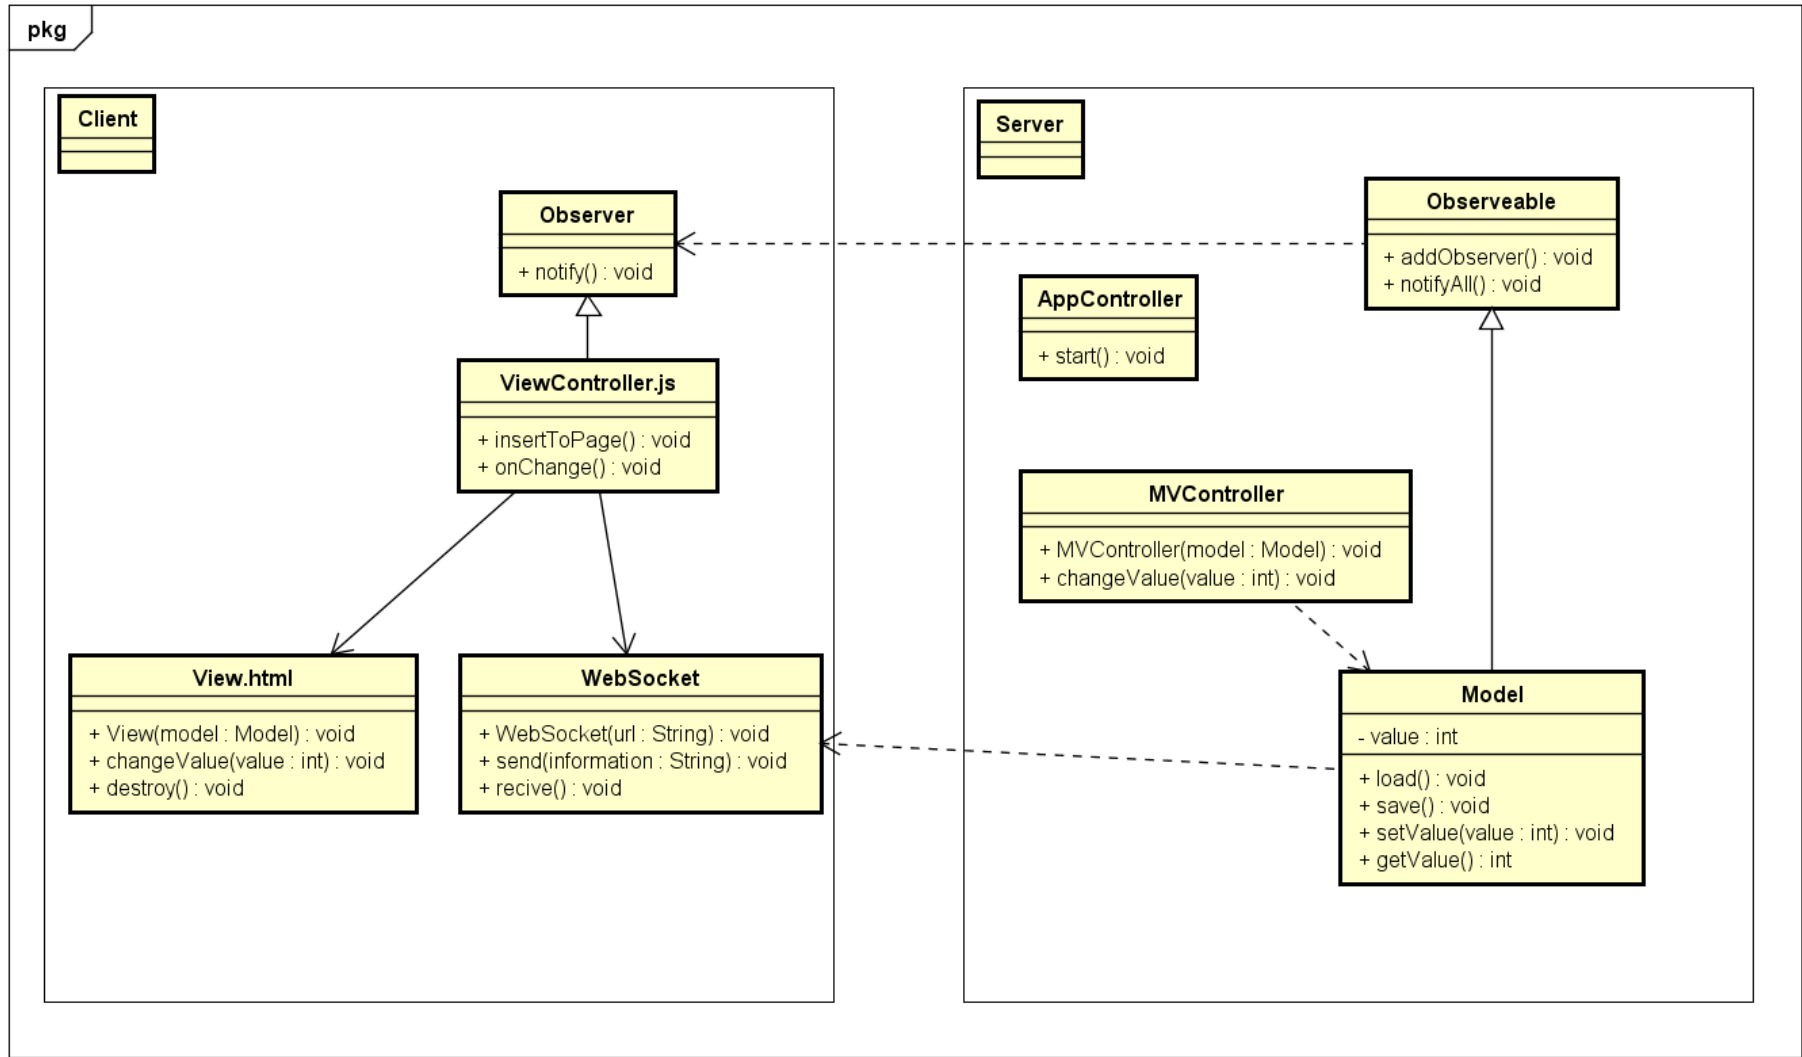 pkg
Client
Observer
+ notify() : void
ViewController.js
+ insertToPage() : void
+ onChange() : void
View.html
+ View(model : Model) : void
+ changeValue(value : int) : void
+ destroy() : void
WebSocket
+ WebSocket(url : String) : void
+ send(information : String) : void
+ recive() : void
Server
Observeable
+ addObserver() : void
+ notifyAll() : void
AppController
+ start() : void
MVController
+ MVController(model : Model) : void
+ changeValue(value : int) : void
Model
- value : int
+ load() : void
+ save() : void
+ setValue(value : int) : void
+ getValue() : int